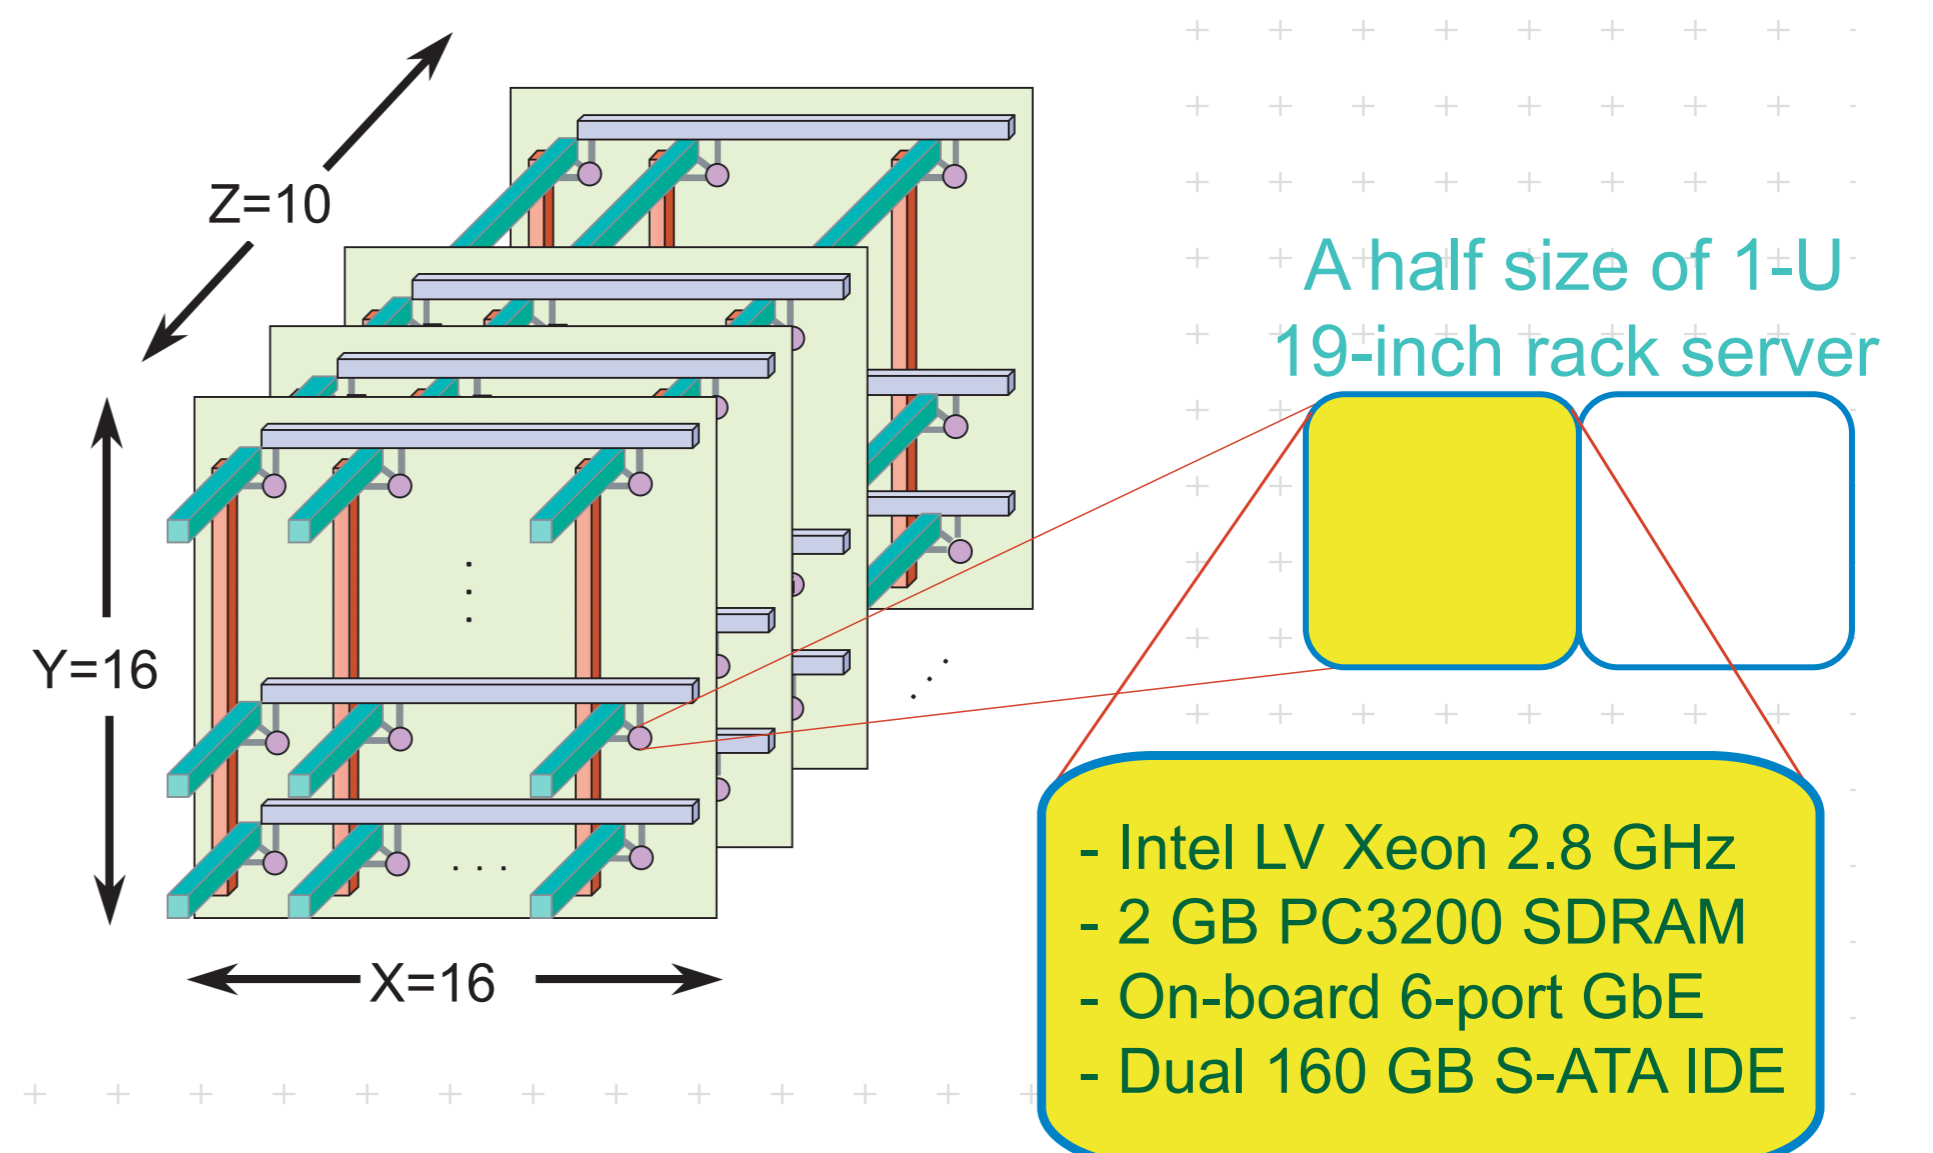 Z=10
Y=16
X=16
A half size of 1-U
19-inch rack server
- Intel LV Xeon 2.8 GHz
- 2 GB PC3200 SDRAM
- On-board 6-port GbE
- Dual 160 GB S-ATA IDE